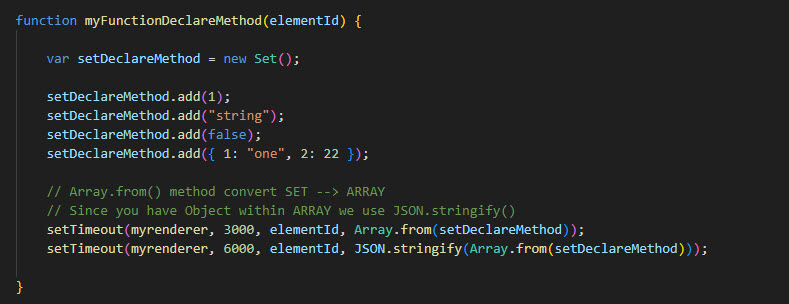 function myFunctionDeclareMethod(elementId) {
var setDeclareMethod = new Set();
setDeclareMethod.add(1);
setDeclareMethod.add("string");
setDeclareMethod.add(false);
setDeclareMethod.add({ 1: "one", 2: 22 });
// Array.from() method convert SET --> ARRAY
// Since you have Object within ARRAY we use JSON.stringify()
setTimeout(myrenderer, 3000, elementId, Array.from(setDeclareMethod));
setTimeout(myrenderer, 6000, elementId, JSON.stringify(Array.from(setDeclareMethod)));
}